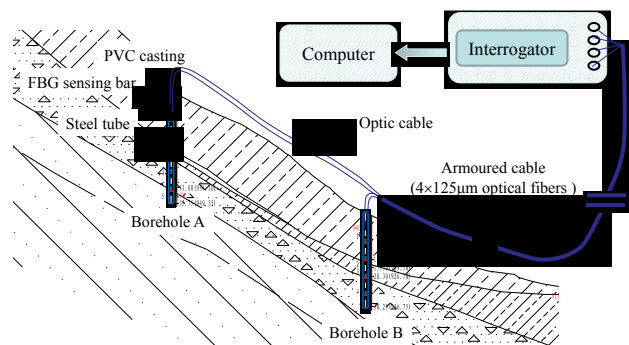 Computer
Interrogator
PVC casting
FBG sensing bar
Steel tube
Optic cable
Armoured cable
(4×125μm optical fibers )
Borehole A
Borehole B